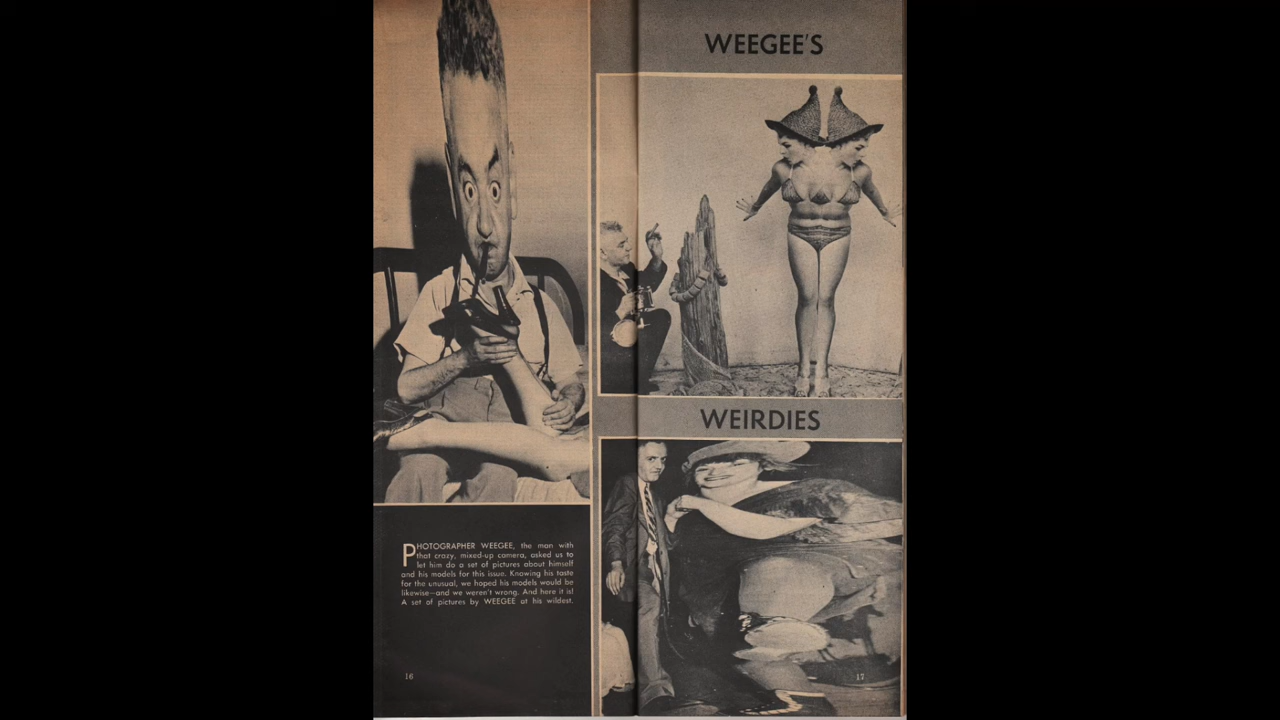 WEEGEE'S
WEIRDIES
PHOTOGRAPHER WEEGEE, the man with
that crazy, mixed-up camera, asked us to
let him do a set of pictures about himself
and his models for this issue. Knowing his taste
for the unusual, we hoped his models would be
likewise—and we weren't wrong. And here it is!
A set of pictures by WEEGEE at his wildest.
16
17